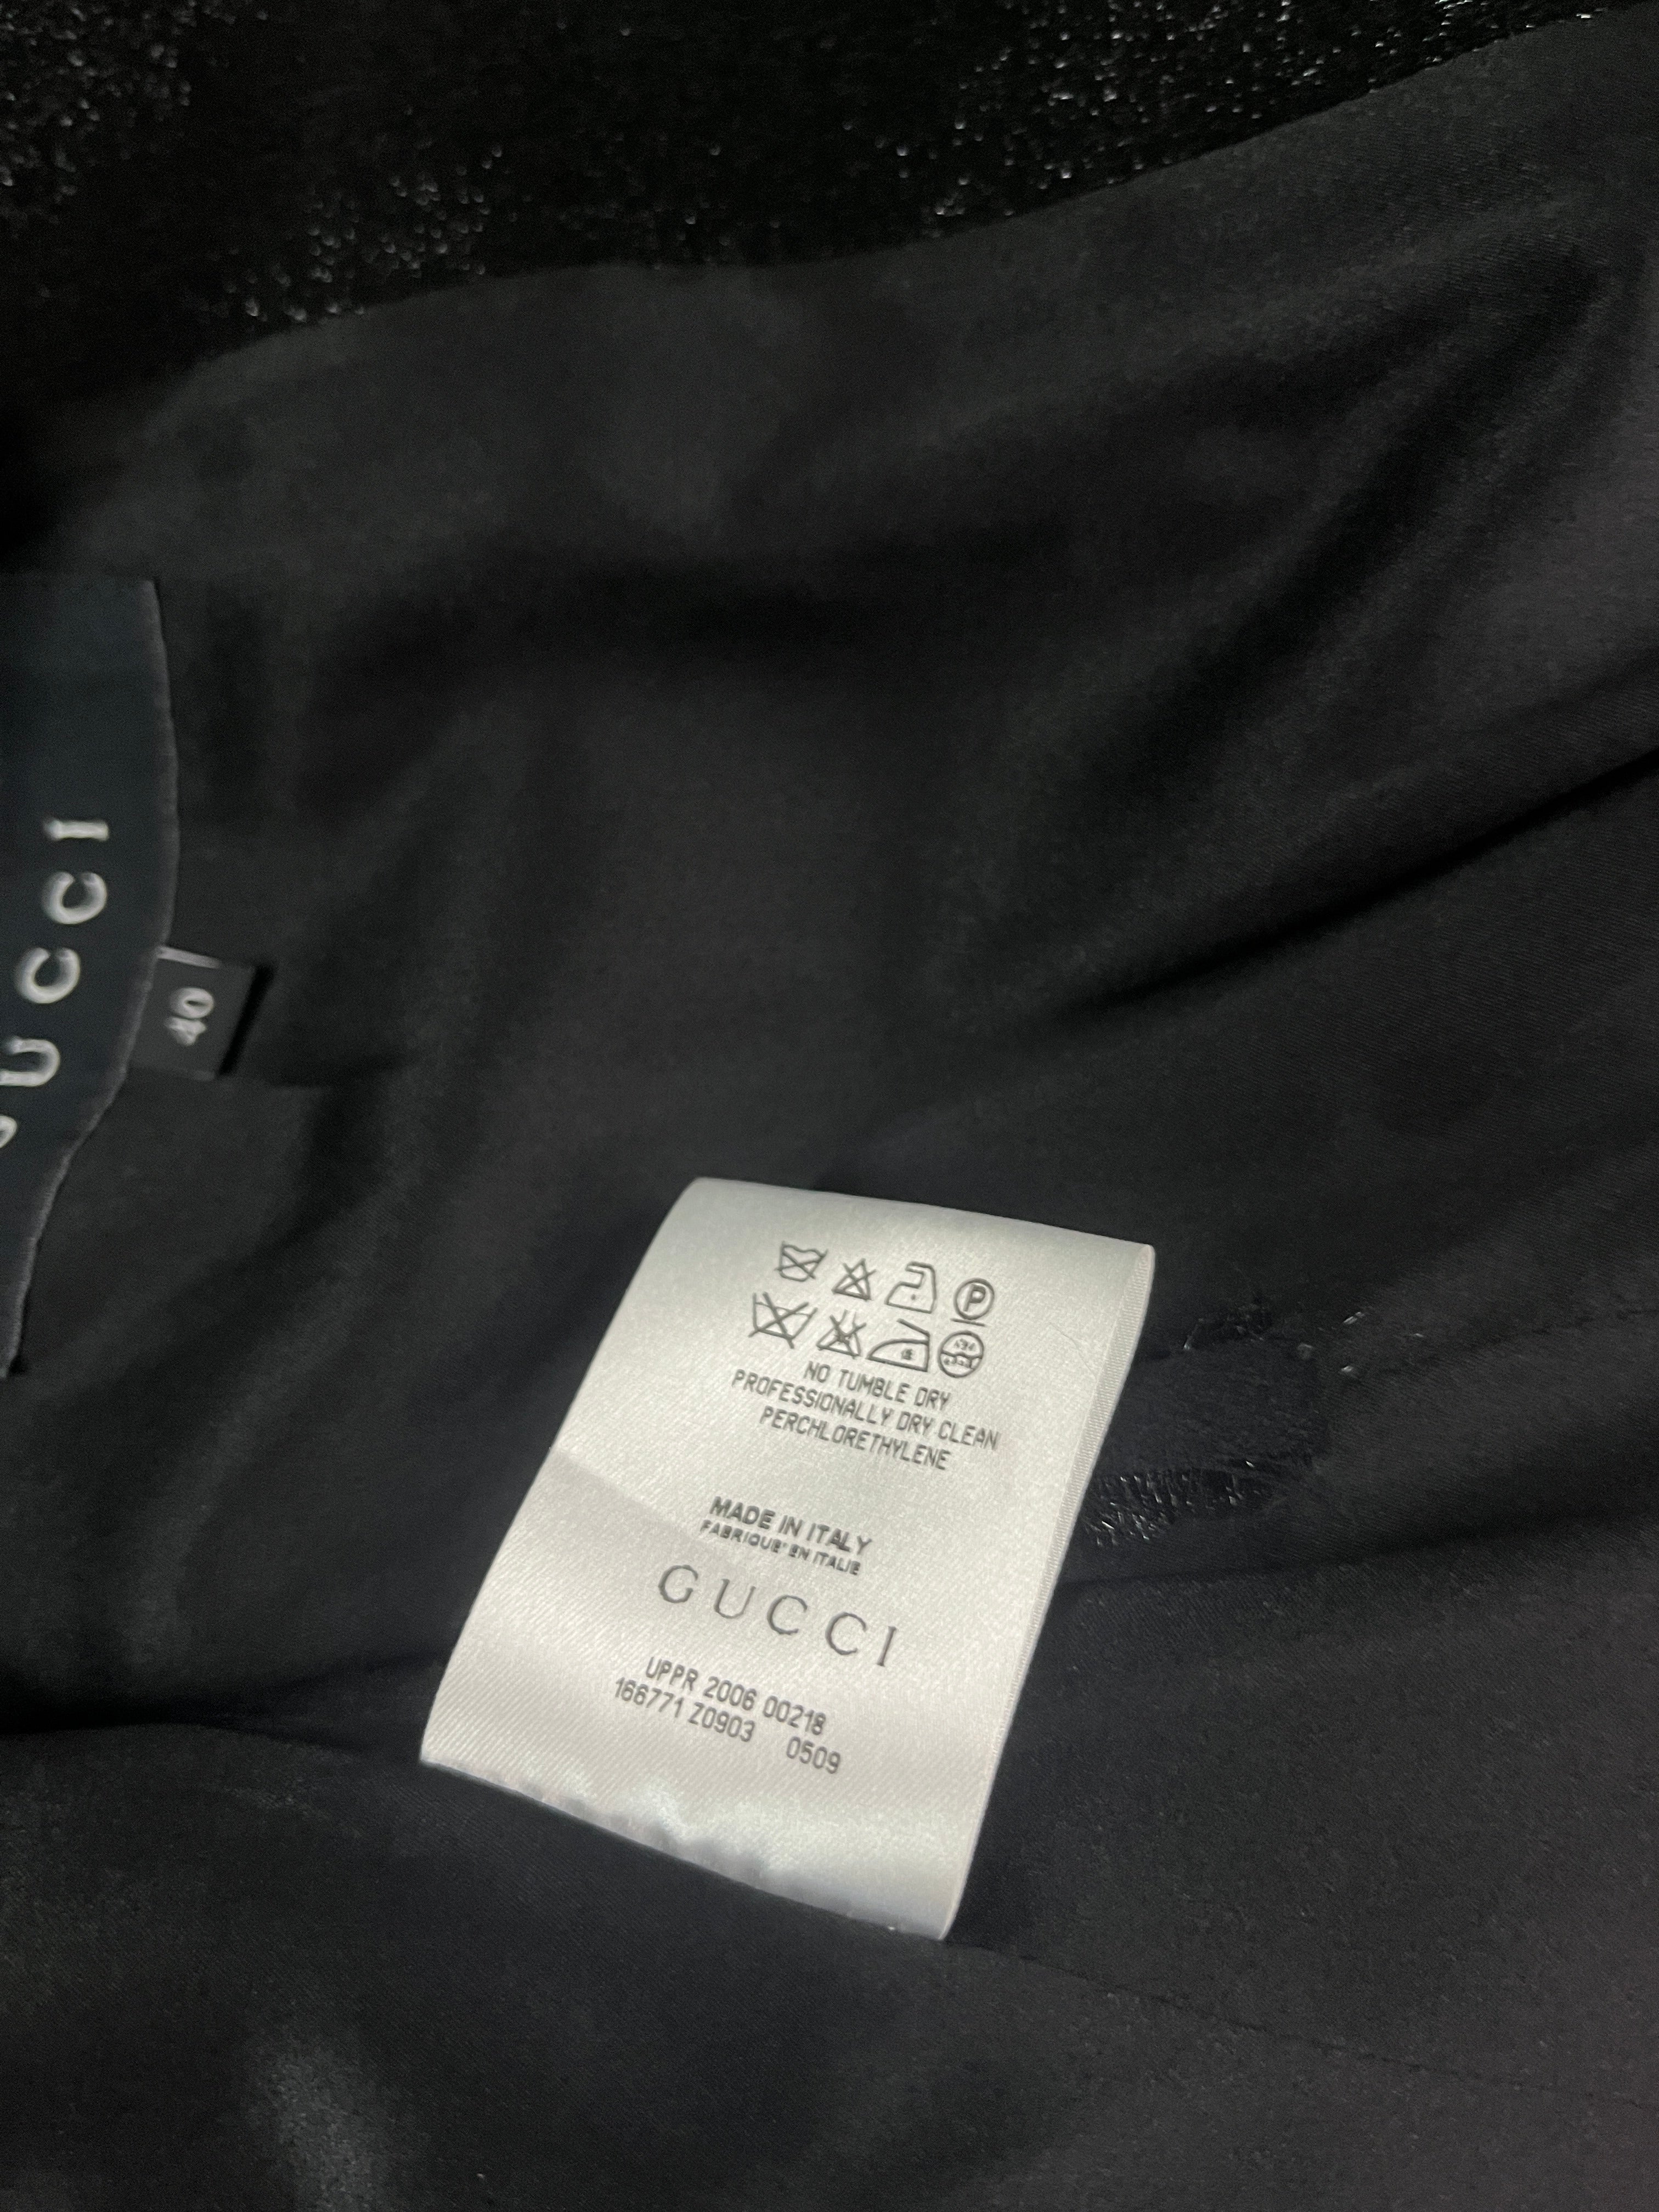 GUCCI
40
P
NO TUMBLE DRY
PROFESSIONALLY DRY CLEAN
PERCHLORETHYLENE
MADE IN ITALY
FABRIQUE' EN ITALIE
GUCCI
UPPR 2006 00218
166771 Z0903 0509